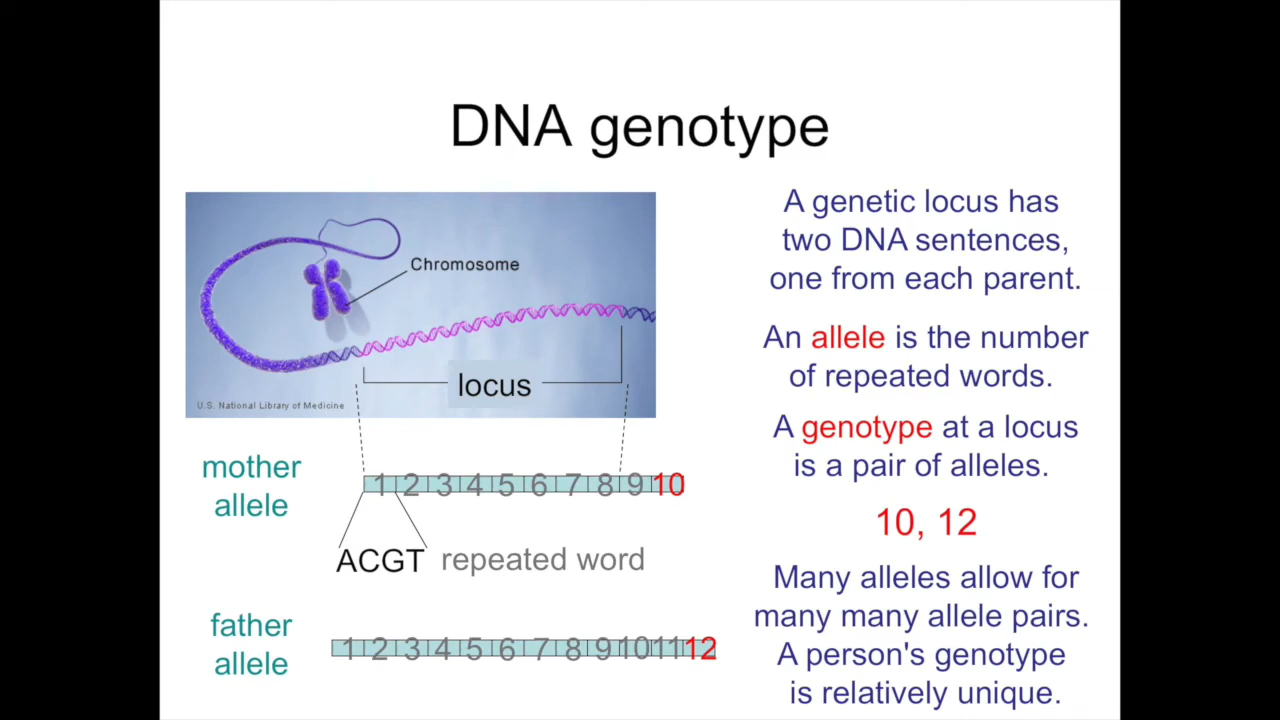 DNA genotype
Chromosome
locus
U.S. National Library of Medicine
mother
allele
1 2 3 4 5 6 7 8 9 10
ACGT repeated word
father
allele
1 2 3 4 5 6 7 8 9 10 11 12
A genetic locus has
two DNA sentences,
one from each parent.
An allele is the number
of repeated words.
A genotype at a locus
is a pair of alleles.
10, 12
Many alleles allow for
many many allele pairs.
A person's genotype
is relatively unique.